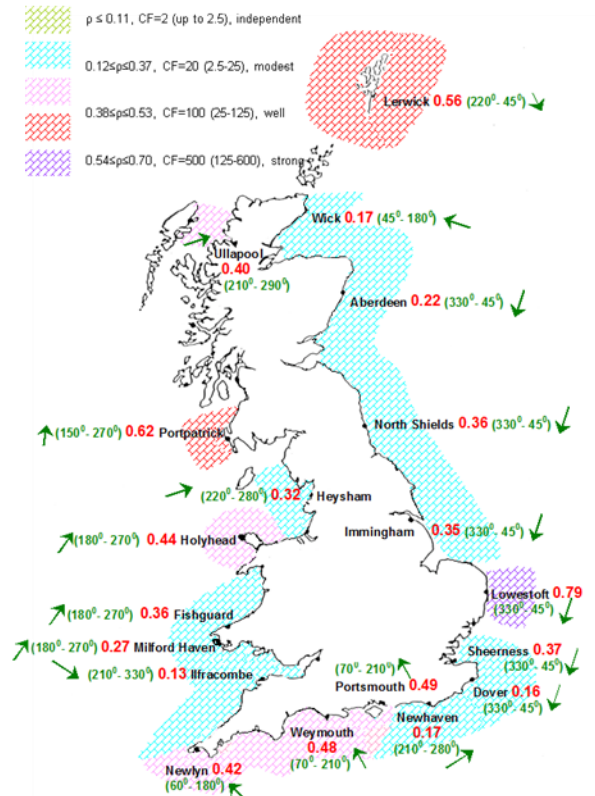 ρ ≤ 0.11, CF=2 (up to 2.5), independent
0.12≤ρ≤0.37, CF=20 (2.5-25), modest
0.38≤ρ≤0.53, CF=100 (25-125), well
0.54≤ρ≤0.70, CF=500 (125-600), strong
Lerwick 0.56 (220⁰- 45⁰)
Wick 0.17 (45⁰- 180⁰)
Ullapool
0.40
(210⁰- 290⁰)
Aberdeen 0.22 (330⁰- 45⁰)
North Shields 0.36 (330⁰- 45⁰)
(150⁰- 270⁰) 0.62 Portpatrick
(220⁰- 280⁰) 0.32 Heysham
Immingham 0.35 (330⁰- 45⁰)
(180⁰- 270⁰) 0.44 Holyhead
Lowestoft 0.79
(330⁰- 45⁰)
(180⁰- 270⁰) 0.36 Fishguard
(180⁰- 270⁰) 0.27 Milford Haven
(210⁰- 330⁰) 0.13 Ilfracombe
Sheerness 0.37
(330⁰- 45⁰)
(70⁰- 210⁰)
Portsmouth 0.49
Dover 0.16
(330⁰- 45⁰)
Newhaven
0.17
(210⁰- 280⁰)
Weymouth
0.48
(70⁰- 210⁰)
Newlyn 0.42
(60⁰- 180⁰)